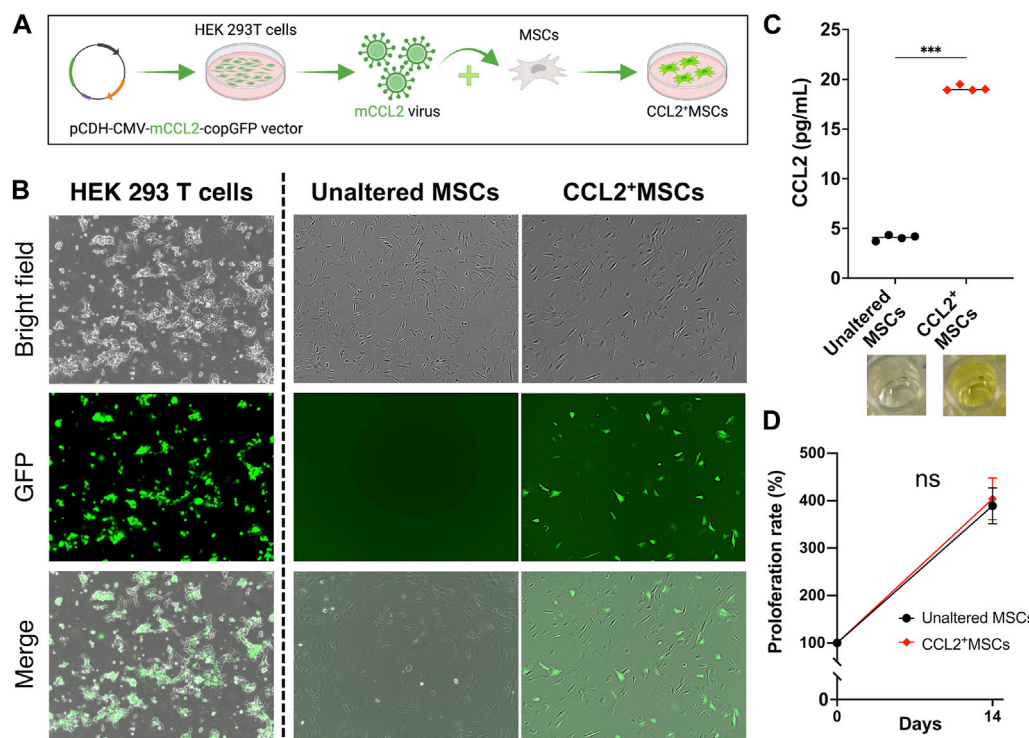 A
HEK 293T cells
MSCs
mCCL2 virus
CCL2⁺MSCs
pCDH-CMV-mCCL2-copGFP vector
B
HEK 293 T cells
Unaltered MSCs
CCL2⁺MSCs
Bright field
GFP
Merge
C
***
CCL2 (pg/mL)
25
20
15
10
5
0
Unaltered
MSCs
CCL2⁺
MSCs
D
Proloferation rate (%)
500
400
300
200
100
0
ns
Unaltered MSCs
CCL2⁺MSCs
0
14
Days